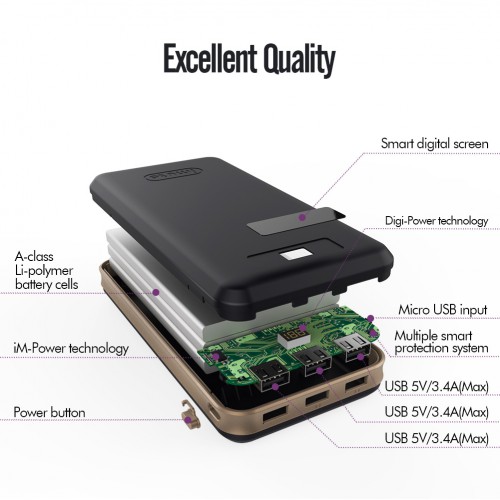 Excellent Quality
Smart digital screen
Digi-Power technology
A-class
Li-polymer
battery cells
Micro USB input
Multiple smart
protection system
iM-Power technology
USB 5V/3.4A(Max)
Power button
USB 5V/3.4A(Max)
USB 5V/3.4A(Max)